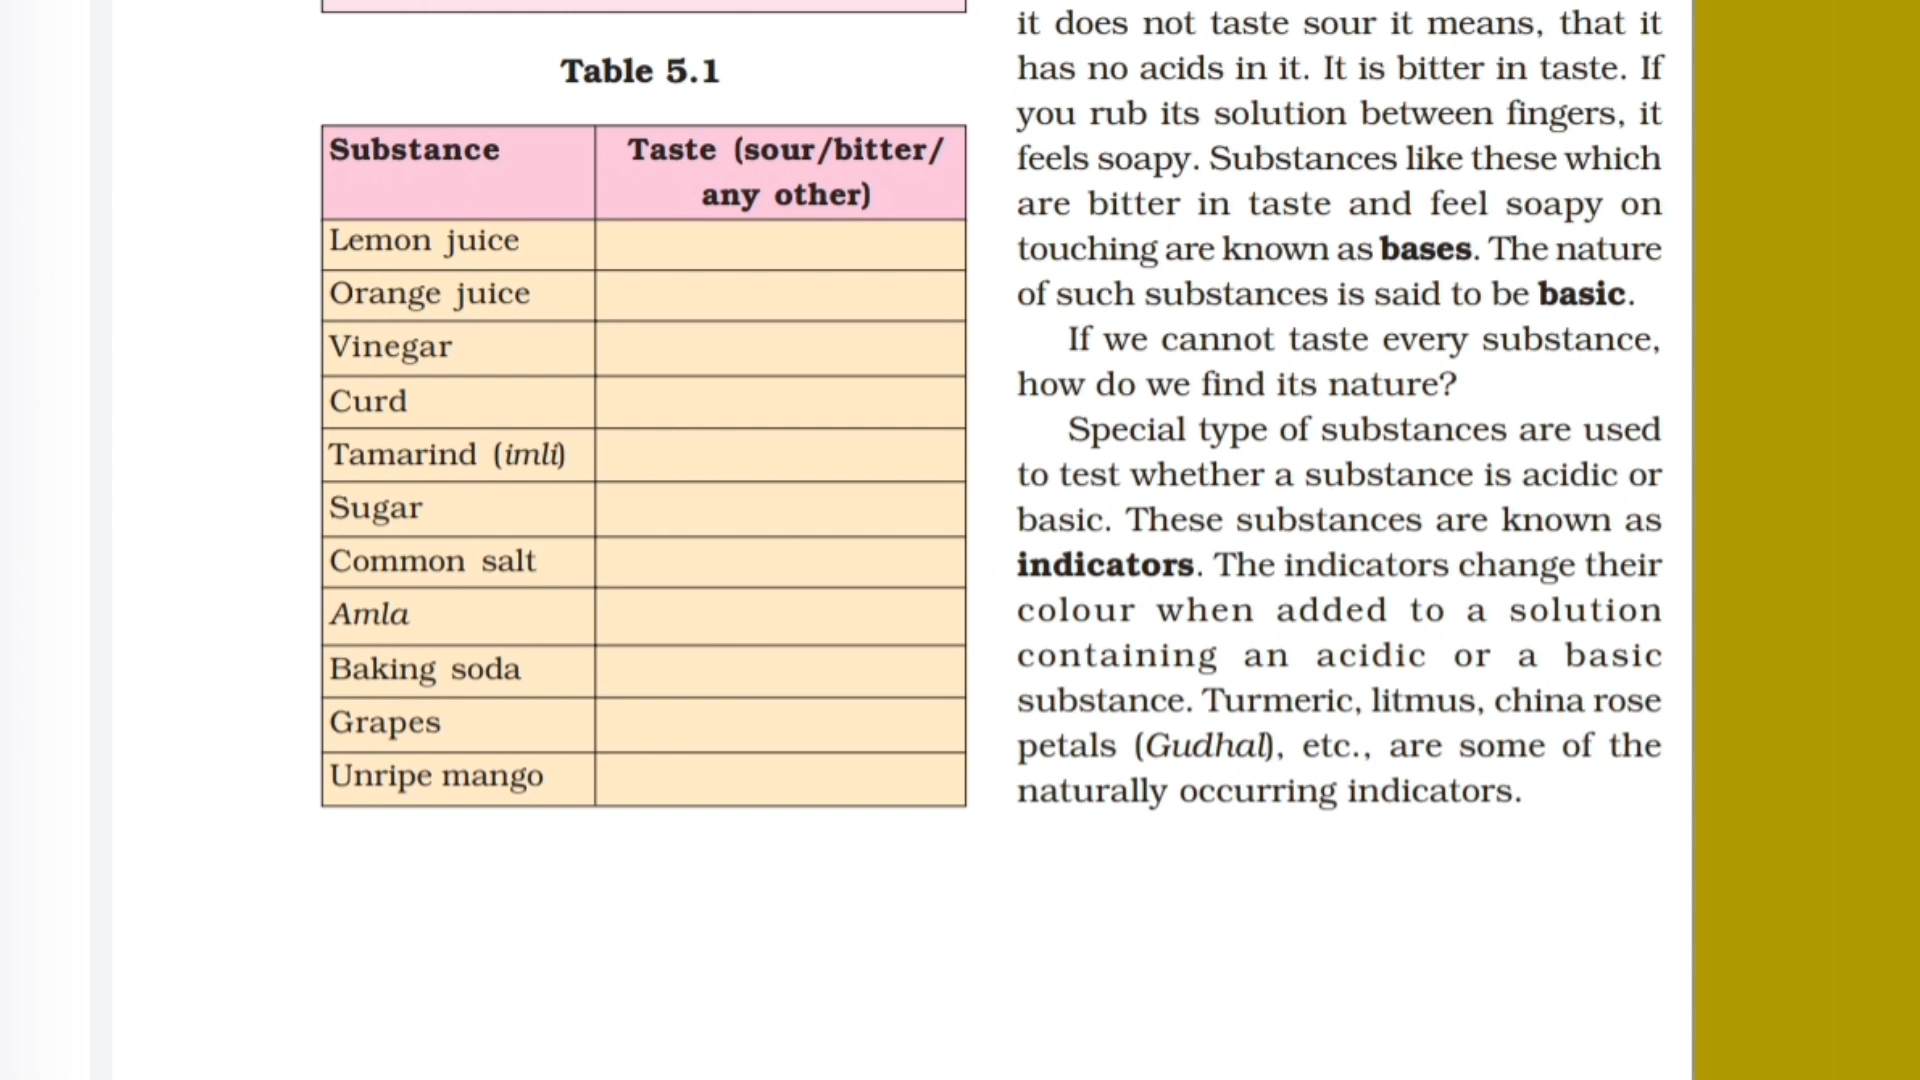 Table 5.1
Substance
Taste (sour/bitter/
any other)
Lemon juice
Orange juice
Vinegar
Curd
Tamarind (imli)
Sugar
Common salt
Amla
Baking soda
Grapes
Unripe mango
it does not taste sour it means, that it
has no acids in it. It is bitter in taste. If
you rub its solution between fingers, it
feels soapy. Substances like these which
are bitter in taste and feel soapy on
touching are known as bases. The nature
of such substances is said to be basic.
If we cannot taste every substance,
how do we find its nature?
Special type of substances are used
to test whether a substance is acidic or
basic. These substances are known as
indicators. The indicators change their
colour when added to a solution
containing an acidic or a basic
substance. Turmeric, litmus, china rose
petals (Gudhal), etc., are some of the
naturally occurring indicators.